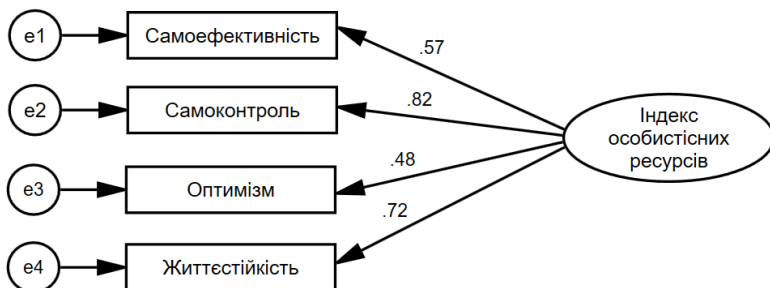 e1
Самоефективність
.57
e2
Самоконтроль
.82
Індекс
особистісних
ресурсів
e3
Оптимізм
.48
e4
Життєстійкість
.72